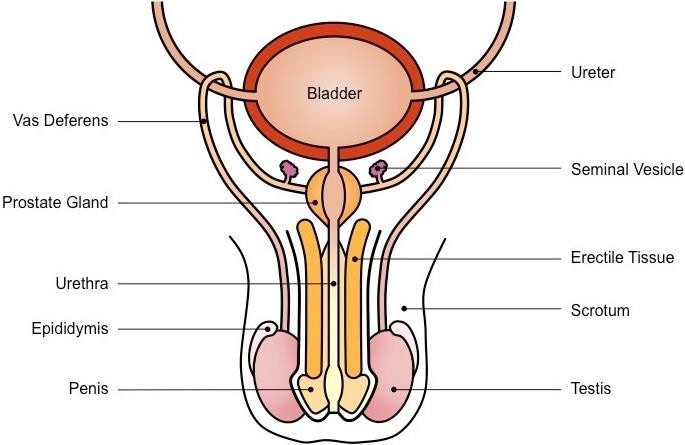 Bladder
Ureter
Vas Deferens
Seminal Vesicle
Prostate Gland
Erectile Tissue
Urethra
Scrotum
Epididymis
Penis
Testis